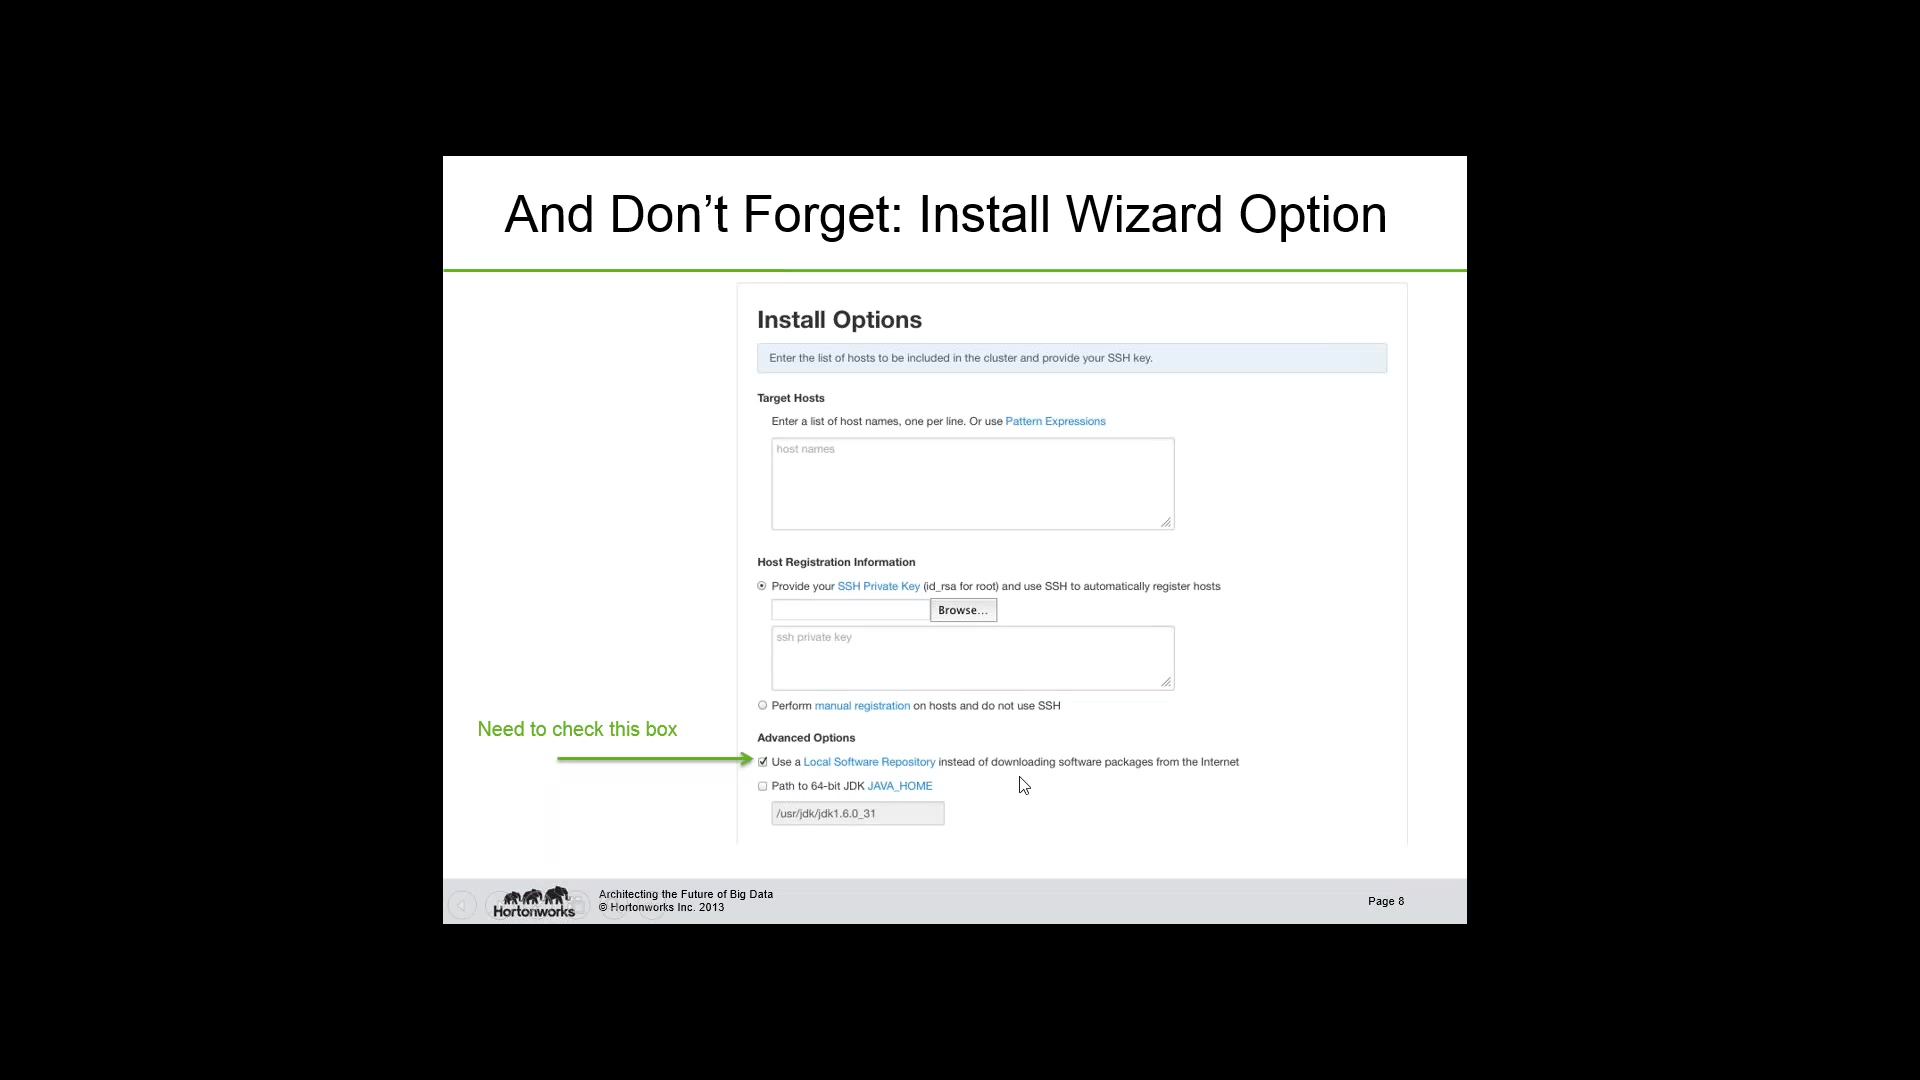 And Don’t Forget: Install Wizard Option
Install Options
Enter the list of hosts to be included in the cluster and provide your SSH key.
Target Hosts
Enter a list of host names, one per line. Or use Pattern Expressions
host names
Host Registration Information
Provide your SSH Private Key (id_rsa for root) and use SSH to automatically register hosts
Browse...
ssh private key
Perform manual registration on hosts and do not use SSH
Need to check this box
Advanced Options
Use a Local Software Repository instead of downloading software packages from the Internet
Path to 64-bit JDK JAVA_HOME
/usr/jdk/jdk1.6.0_31
Hortonworks
Architecting the Future of Big Data
© Hortonworks Inc. 2013
Page 8